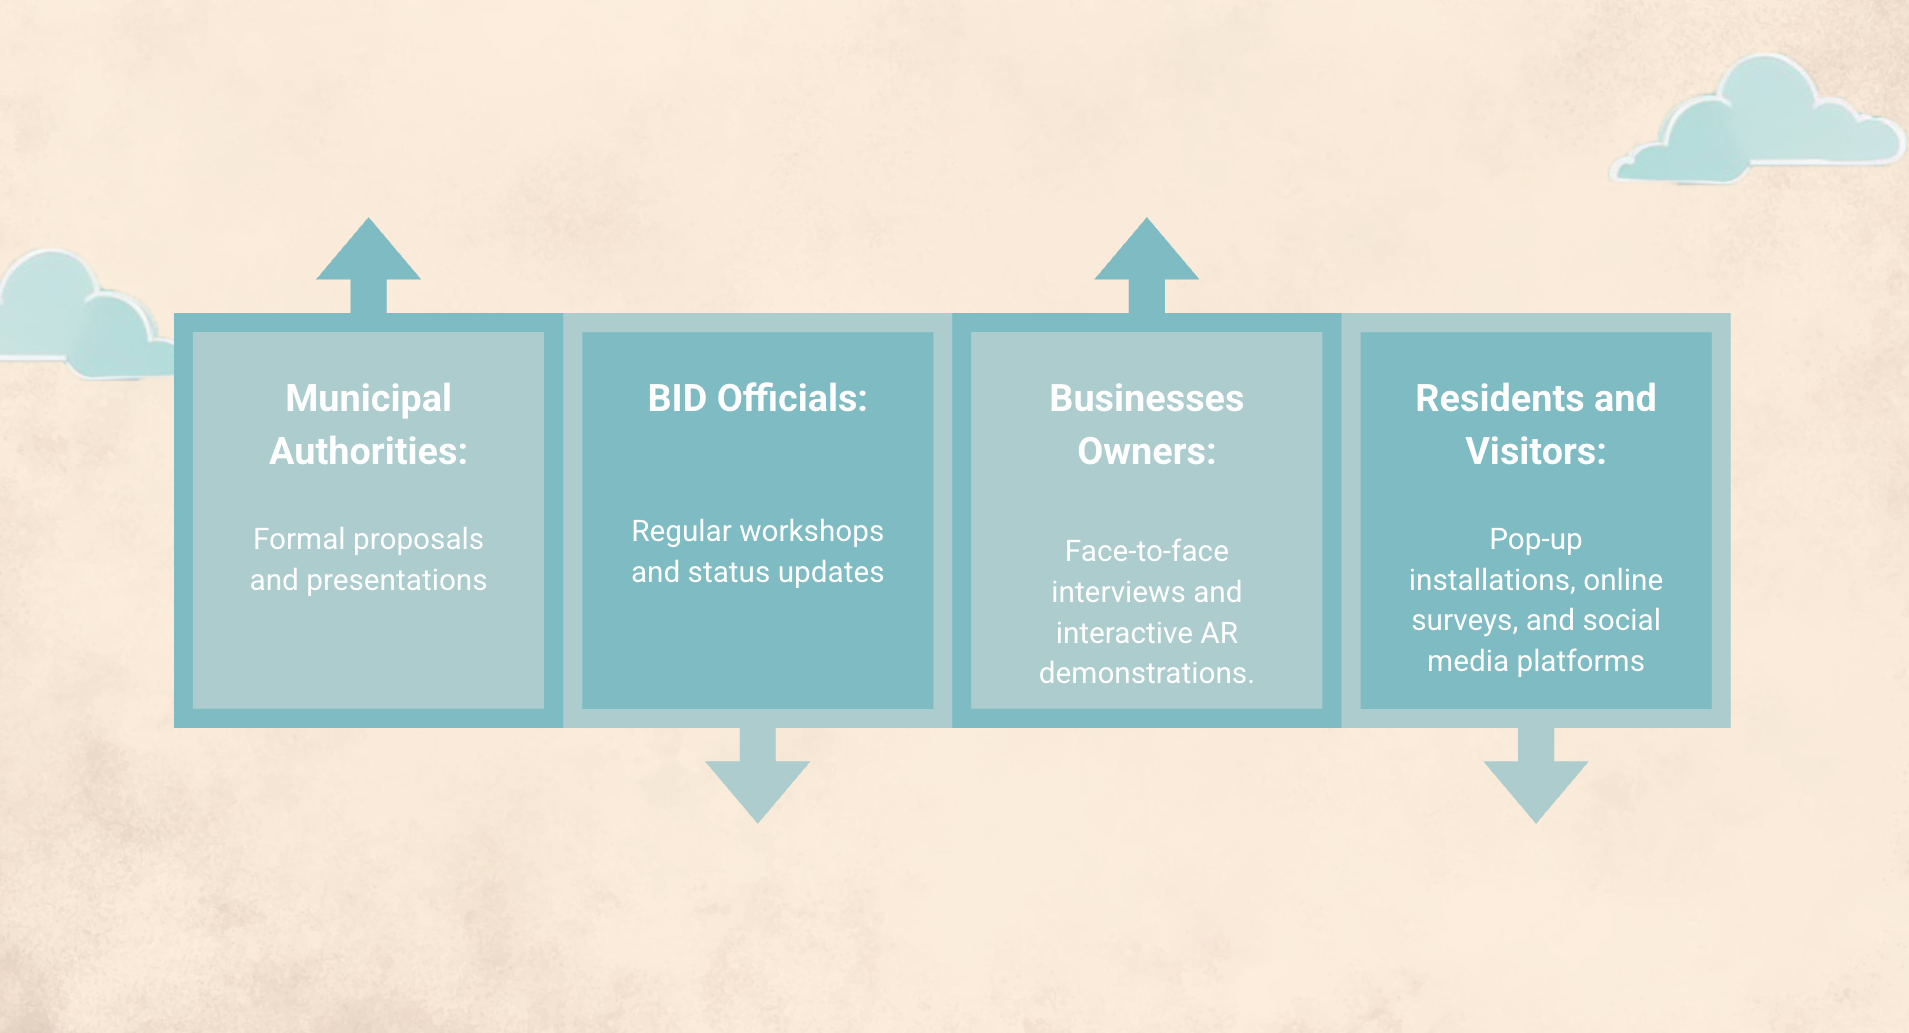 Municipal
Authorities:
Formal proposals
and presentations
BID Officials:
Regular workshops
and status updates
Businesses
Owners:
Face-to-face
interviews and
interactive AR
demonstrations.
Residents and
Visitors:
Pop-up
installations, online
surveys, and social
media platforms